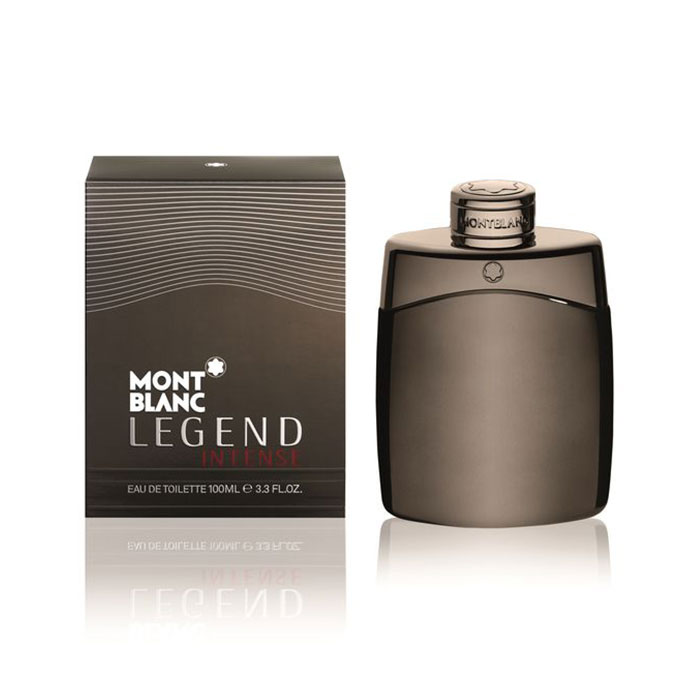 MONT
BLANC
LEGEND
INTENSE
EAU DE TOILETTE 100ML ℮ 3.3 FL.OZ.
MONTBLANC